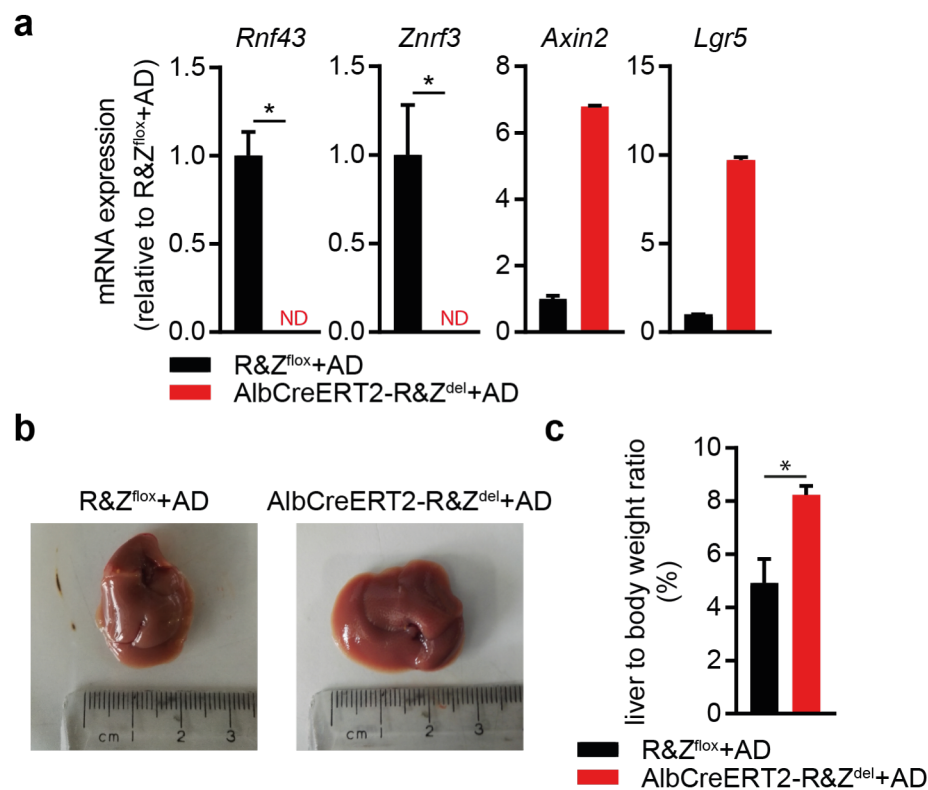 a
Rnf43 Znrf3 Axin2 Lgr5
mRNA expression
(relative to R&Zflox+AD)
1.5 1.5 8 15
* *
6
1.0 1.0 10
4
0.5 0.5 5
2
ND ND
0.0 0.0 0 0
R&Zflox+AD
AlbCreERT2-R&Zdel+AD
b
R&Zflox+AD AlbCreERT2-R&Zdel+AD
cm 1 2 3
cm 1 2 3
c
liver to body weight ratio
(%)
10
*
8
6
4
2
0
R&Zflox+AD
AlbCreERT2-R&Zdel+AD